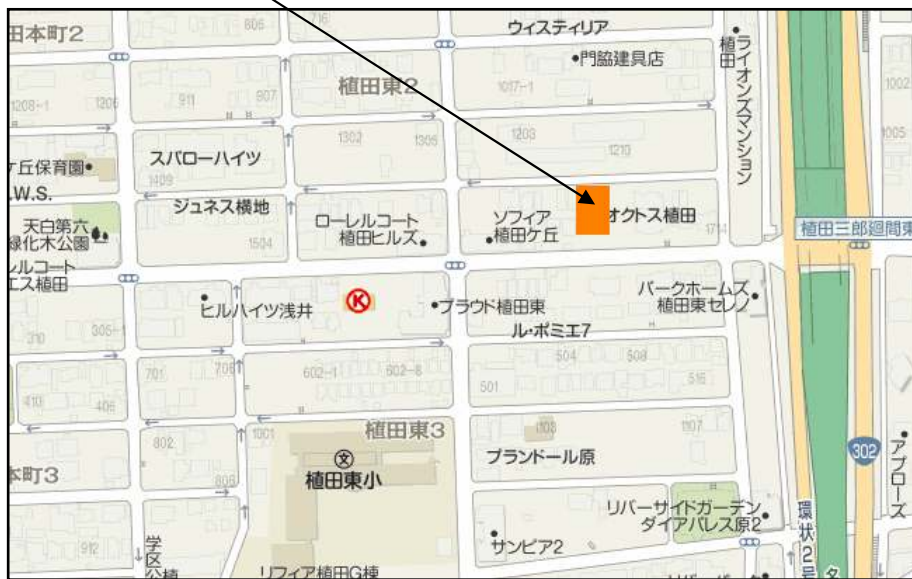 田本町2
806
716
ウィスティリア
門脇建具店
ライオンズマンション
植田
植田東2
1017-1
1002
1208-1
1206
911
907
1302
1305
1203
1210
1005
ケ丘保育園
スパローハイツ
1409
.W.S.
ジュネス横地
ローレルコート
植田ヒルズ
ソフィア
植田ケ丘
オクトス植田
1714
天白第六
緑化木公園
1504
植田三郎廻間東
レルコート
エス植田
ヒルハイツ浅井
K
プラウド植田東
パークホームズ
植田東セレノ
ル・ポミエ7
310
305-1
701
706
602-1
602-8
504
508
501
516
410
406
植田東3
1001
802
1103
1107
文
植田東小
ブランドール原
302
アプローズ
本町3
806
リバーサイドガーデン
ダイアパレス原2
環状2号
サンピア2
912
学区
リフィア植田G棟